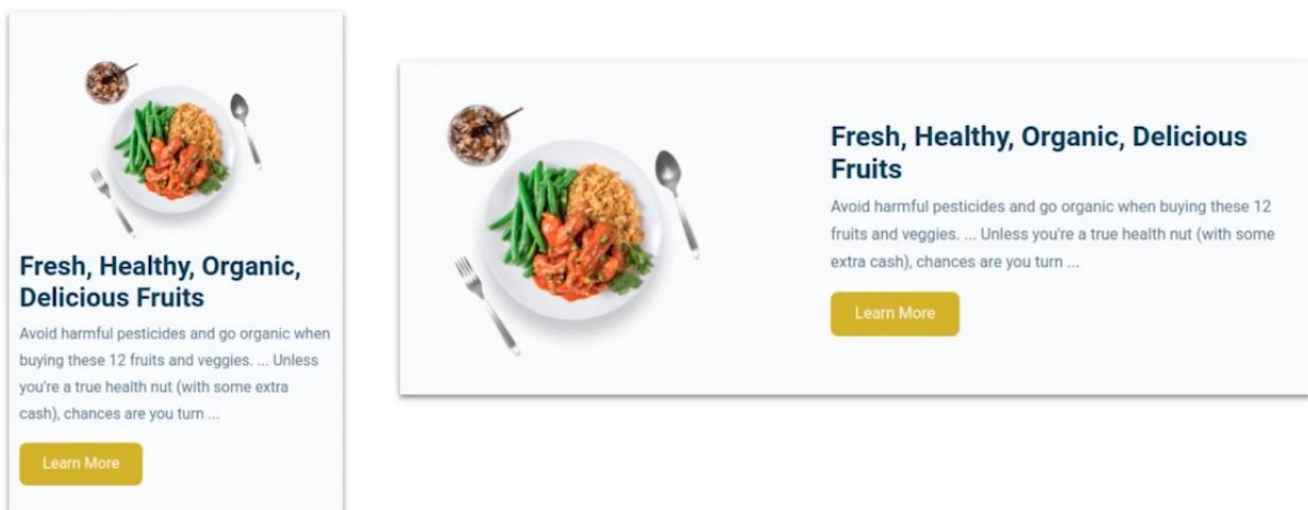 Fresh, Healthy, Organic,
Delicious Fruits
Avoid harmful pesticides and go organic when
buying these 12 fruits and veggies. ... Unless
you're a true health nut (with some extra
cash), chances are you turn ...
Learn More
Fresh, Healthy, Organic, Delicious
Fruits
Avoid harmful pesticides and go organic when buying these 12
fruits and veggies. ... Unless you're a true health nut (with some
extra cash), chances are you turn ...
Learn More